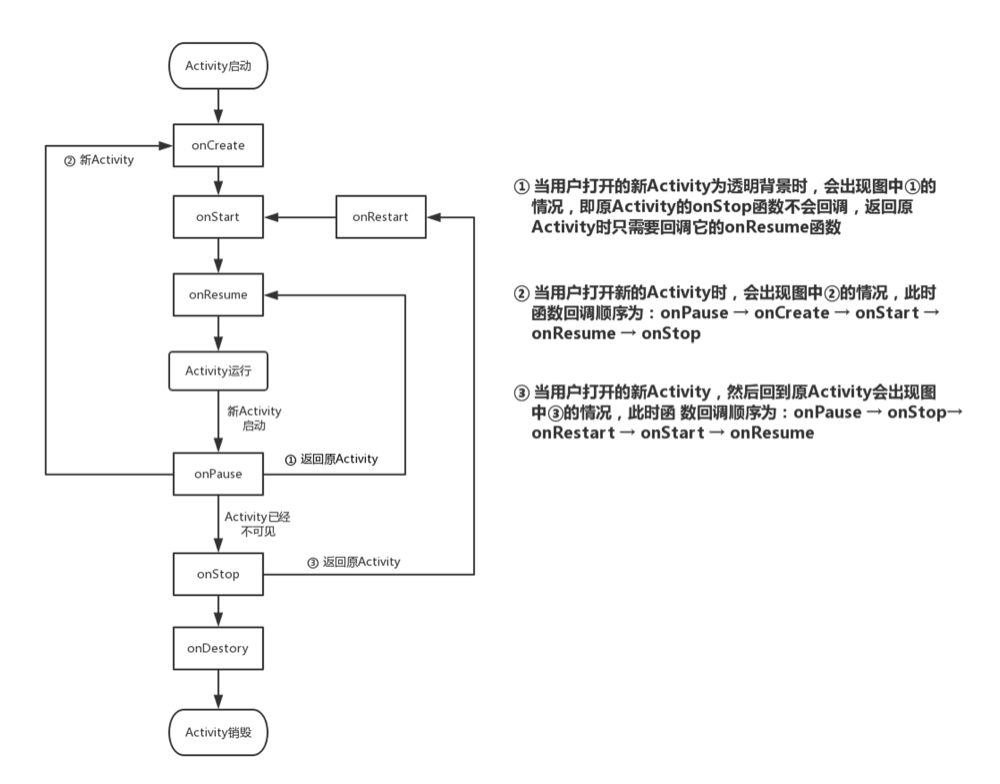 Activity启动
onCreate
② 新Activity
onStart
onRestart
onResume
Activity运行
新Activity
启动
① 返回原Activity
onPause
Activity已经
不可见
③ 返回原Activity
onStop
onDestory
Activity销毁
① 当用户打开的新Activity为透明背景时，会出现图中①的
情况，即原Activity的onStop函数不会回调，返回原
Activity时只需要回调它的onResume函数
② 当用户打开新的Activity时，会出现图中②的情况，此时
函数回调顺序为：onPause → onCreate → onStart →
onResume → onStop
③ 当用户打开的新Activity，然后回到原Activity会出现图
中③的情况，此时函 数回调顺序为：onPause → onStop→
onRestart → onStart → onResume